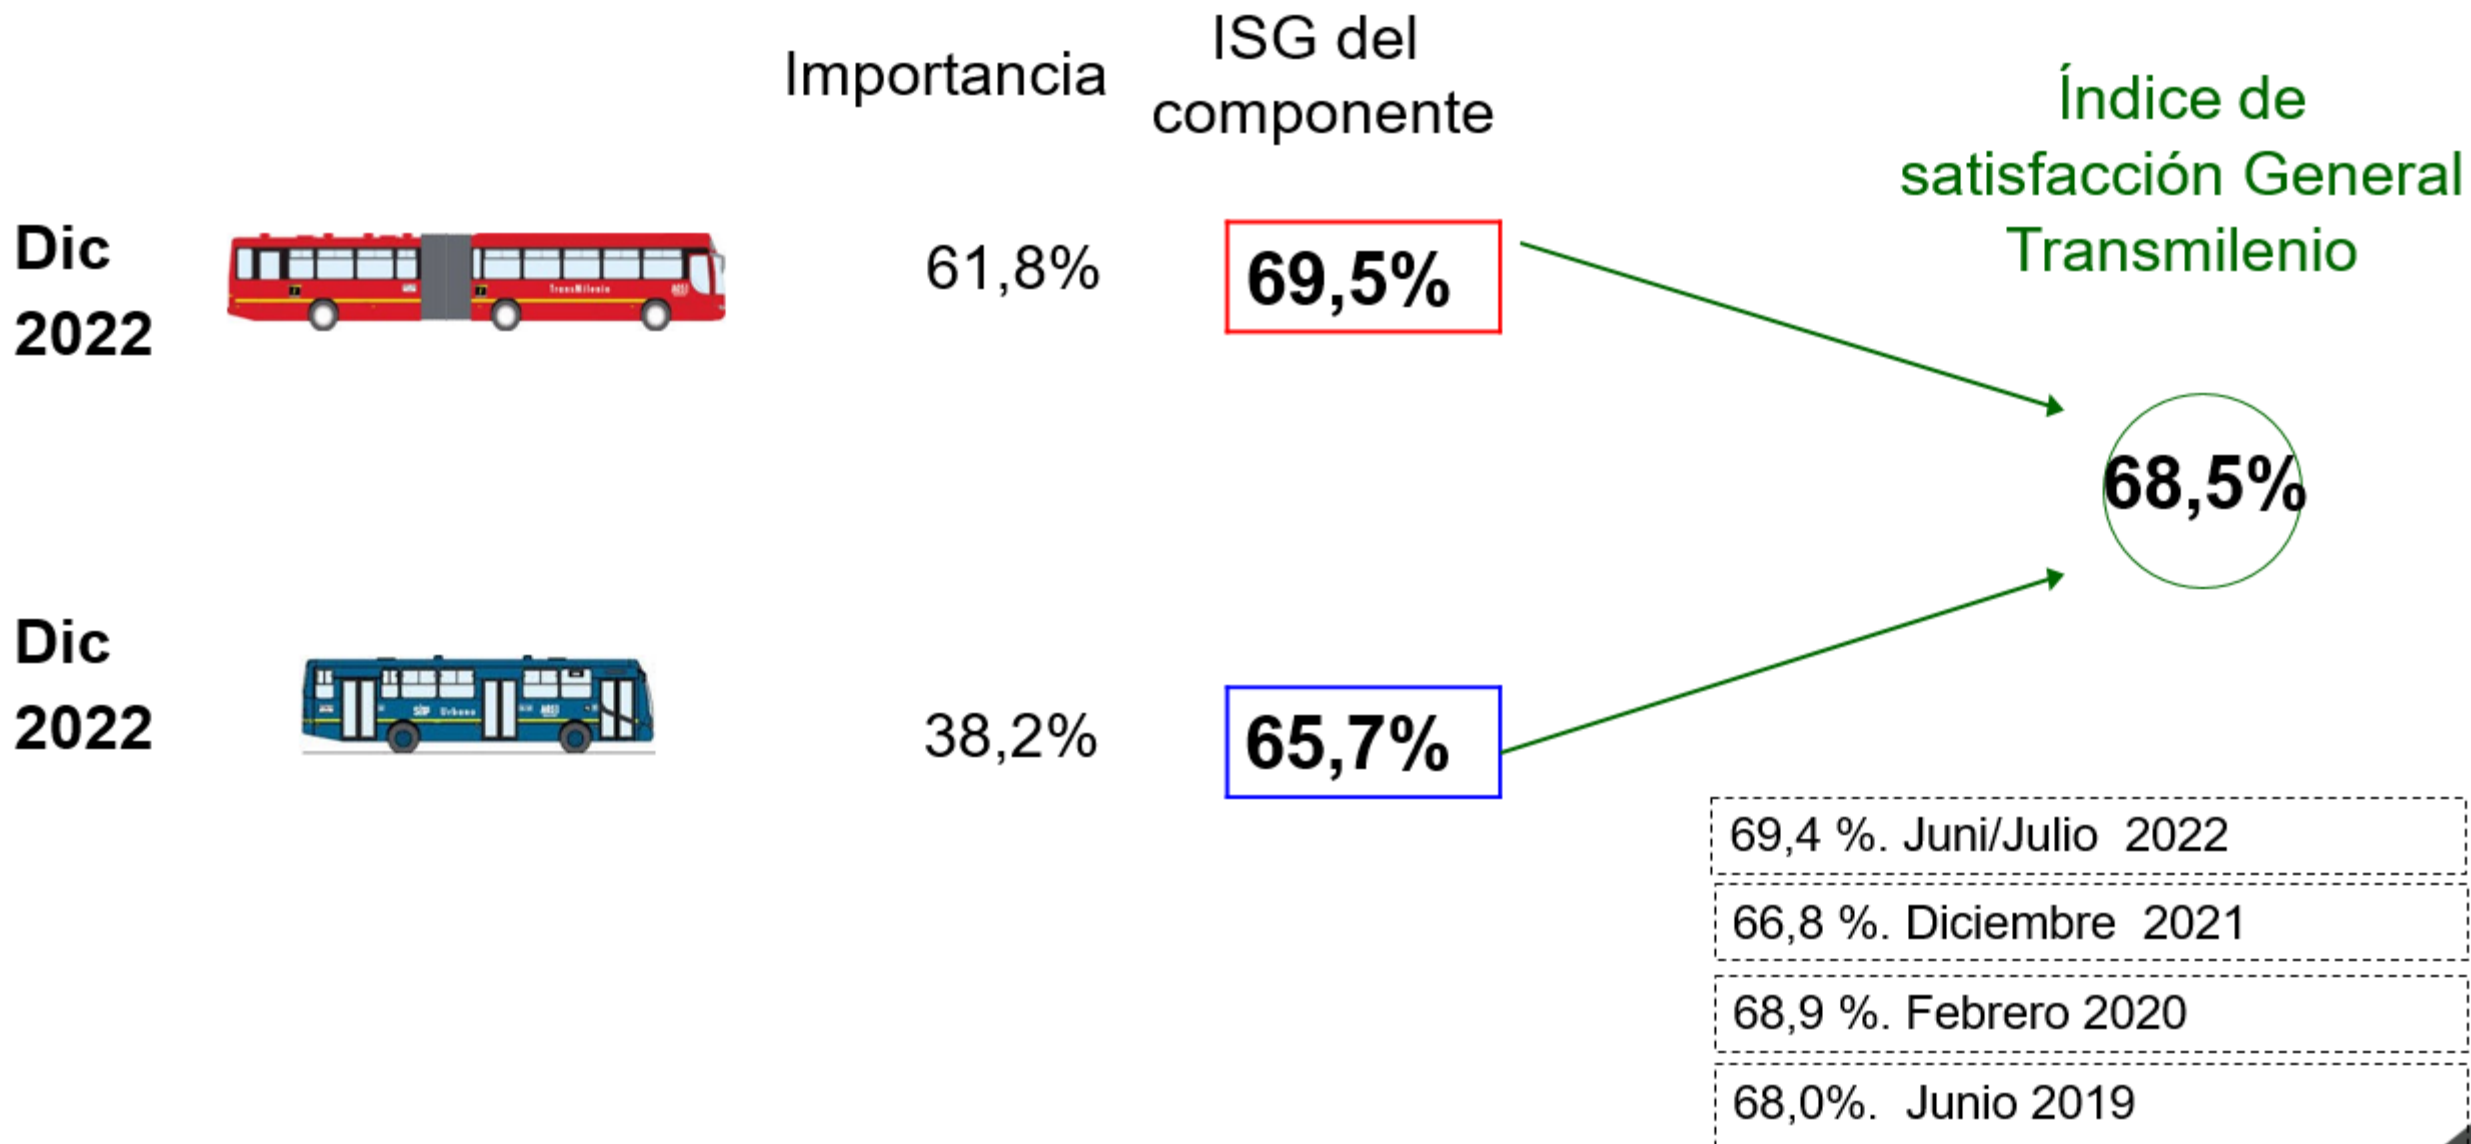 Importancia
ISG del
componente
Índice de
satisfacción General
Transmilenio
Dic
2022
TransMilenio
61,8%
69,5%
68,5%
Dic
2022
Urbano
38,2%
65,7%
69,4 %. Juni/Julio 2022
66,8 %. Diciembre 2021
68,9 %. Febrero 2020
68,0%. Junio 2019